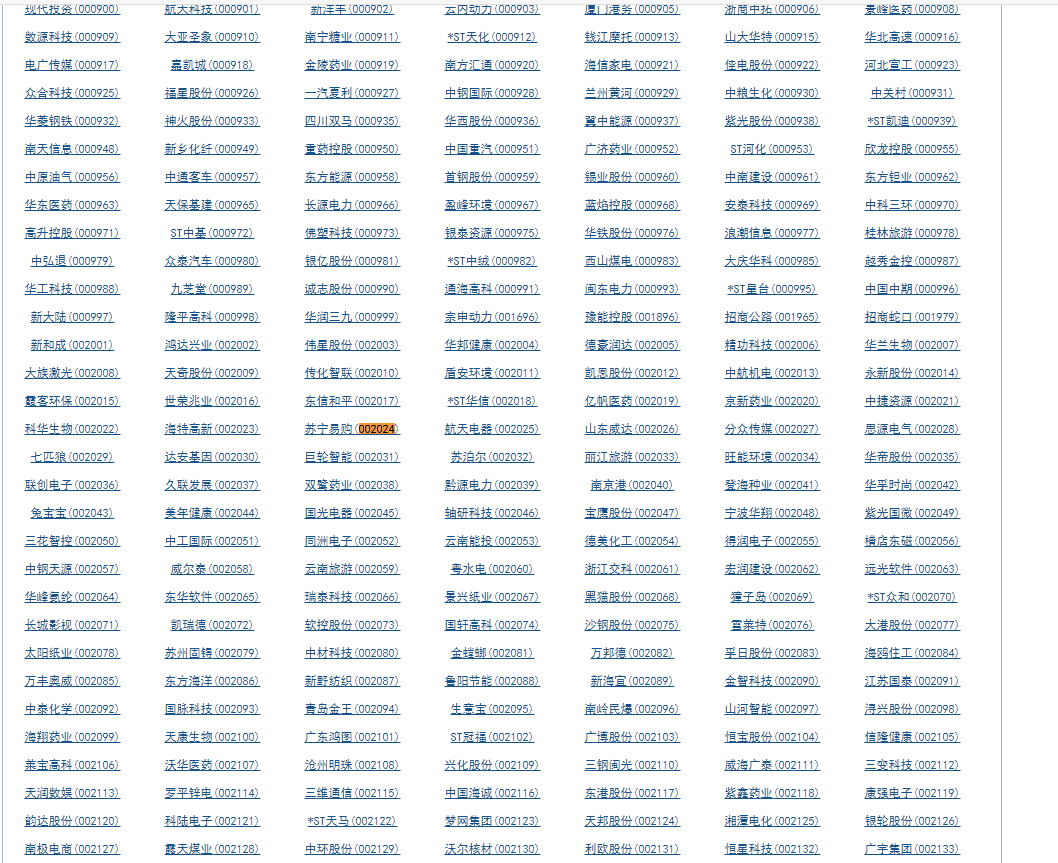 现代投资(000900) 航天科技(000901) 新洋丰(000902) 云内动力(000903) 厦门港务(000905) 浙商中拓(000906) 景峰医药(000908)
数源科技(000909) 大亚圣象(000910) 南宁糖业(000911) *ST天化(000912) 钱江摩托(000913) 山大华特(000915) 华北高速(000916)
电广传媒(000917) 嘉凯城(000918) 金陵药业(000919) 南方汇通(000920) 海信家电(000921) 佳电股份(000922) 河北宣工(000923)
众合科技(000925) 福星股份(000926) 一汽夏利(000927) 中钢国际(000928) 兰州黄河(000929) 中粮生化(000930) 中关村(000931)
华菱钢铁(000932) 神火股份(000933) 四川双马(000935) 华西股份(000936) 冀中能源(000937) 紫光股份(000938) *ST凯迪(000939)
南天信息(000948) 新乡化纤(000949) 重药控股(000950) 中国重汽(000951) 广济药业(000952) ST河化(000953) 欣龙控股(000955)
中原油气(000956) 中通客车(000957) 东方能源(000958) 首钢股份(000959) 锡业股份(000960) 中南建设(000961) 东方钽业(000962)
华东医药(000963) 天保基建(000965) 长源电力(000966) 盈峰环境(000967) 蓝焰控股(000968) 安泰科技(000969) 中科三环(000970)
高升控股(000971) ST中基(000972) 佛塑科技(000973) 银泰资源(000975) 华铁股份(000976) 浪潮信息(000977) 桂林旅游(000978)
中弘退(000979) 众泰汽车(000980) 银亿股份(000981) *ST中绒(000982) 西山煤电(000983) 大庆华科(000985) 越秀金控(000987)
华工科技(000988) 九芝堂(000989) 诚志股份(000990) 通海高科(000991) 闽东电力(000993) *ST皇台(000995) 中国中期(000996)
新大陆(000997) 隆平高科(000998) 华润三九(000999) 宗申动力(001696) 豫能控股(001896) 招商公路(001965) 招商蛇口(001979)
新和成(002001) 鸿达兴业(002002) 伟星股份(002003) 华邦健康(002004) 德豪润达(002005) 精功科技(002006) 华兰生物(002007)
大族激光(002008) 天奇股份(002009) 传化智联(002010) 盾安环境(002011) 凯恩股份(002012) 中航机电(002013) 永新股份(002014)
霞客环保(002015) 世荣兆业(002016) 东信和平(002017) *ST华信(002018) 亿帆医药(002019) 京新药业(002020) 中捷资源(002021)
科华生物(002022) 海特高新(002023) 苏宁易购(002024) 航天电器(002025) 山东威达(002026) 分众传媒(002027) 思源电气(002028)
七匹狼(002029) 达安基因(002030) 巨轮智能(002031) 苏泊尔(002032) 丽江旅游(002033) 旺能环境(002034) 华帝股份(002035)
联创电子(002036) 久联发展(002037) 双鹭药业(002038) 黔源电力(002039) 南京港(002040) 登海种业(002041) 华孚时尚(002042)
兔宝宝(002043) 美年健康(002044) 国光电器(002045) 轴研科技(002046) 宝鹰股份(002047) 宁波华翔(002048) 紫光国微(002049)
三花智控(002050) 中工国际(002051) 同洲电子(002052) 云南能投(002053) 德美化工(002054) 得润电子(002055) 横店东磁(002056)
中钢天源(002057) 威尔泰(002058) 云南旅游(002059) 粤水电(002060) 浙江交科(002061) 宏润建设(002062) 远光软件(002063)
华峰氨纶(002064) 东华软件(002065) 瑞泰科技(002066) 景兴纸业(002067) 黑猫股份(002068) 獐子岛(002069) *ST众和(002070)
长城影视(002071) 凯瑞德(002072) 软控股份(002073) 国轩高科(002074) 沙钢股份(002075) 雪莱特(002076) 大港股份(002077)
太阳纸业(002078) 苏州固锝(002079) 中材科技(002080) 金螳螂(002081) 万邦德(002082) 孚日股份(002083) 海鸥住工(002084)
万丰奥威(002085) 东方海洋(002086) 新野纺织(002087) 鲁阳节能(002088) 新海宜(002089) 金智科技(002090) 江苏国泰(002091)
中泰化学(002092) 国脉科技(002093) 青岛金王(002094) 生意宝(002095) 南岭民爆(002096) 山河智能(002097) 浔兴股份(002098)
海翔药业(002099) 天康生物(002100) 广东鸿图(002101) ST冠福(002102) 广博股份(002103) 恒宝股份(002104) 信隆健康(002105)
莱宝高科(002106) 沃华医药(002107) 沧州明珠(002108) 兴化股份(002109) 三钢闽光(002110) 威海广泰(002111) 三变科技(002112)
天润数娱(002113) 罗平锌电(002114) 三维通信(002115) 中国海诚(002116) 东港股份(002117) 紫鑫药业(002118) 康强电子(002119)
韵达股份(002120) 科陆电子(002121) *ST天马(002122) 梦网集团(002123) 天邦股份(002124) 湘潭电化(002125) 银轮股份(002126)
南极电商(002127) 露天煤业(002128) 中环股份(002129) 沃尔核材(002130) 利欧股份(002131) 恒星科技(002132) 广宇集团(002133)